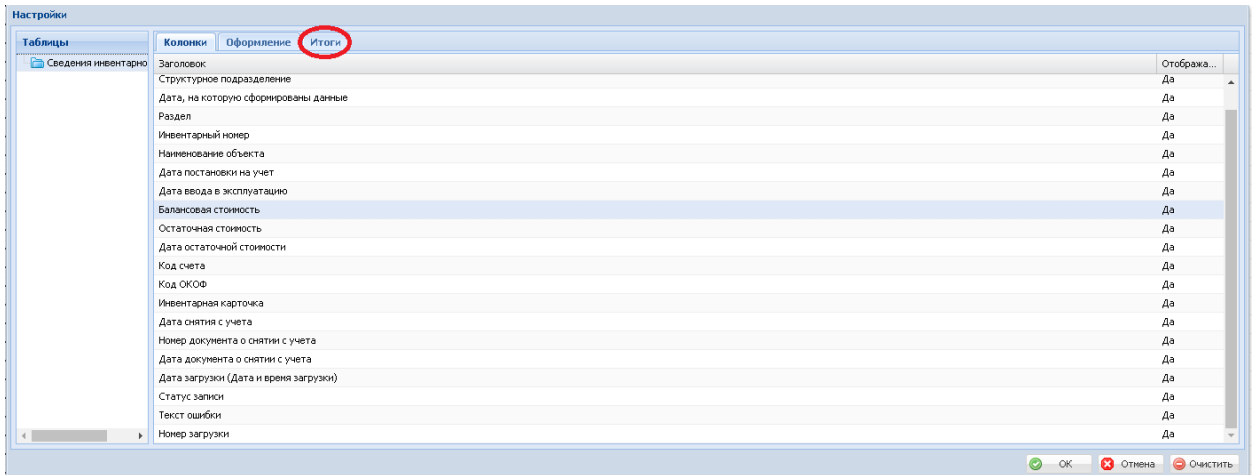 Настройки
Таблицы
Колонки Оформление Итоги
Сведения инвентарно
Заголовок Отобража...
Структурное подразделение Да
Дата, на которую сформированы данные Да
Раздел Да
Инвентарный номер Да
Наименование объекта Да
Дата постановки на учет Да
Дата ввода в эксплуатацию Да
Балансовая стоимость Да
Остаточная стоимость Да
Дата остаточной стоимости Да
Код счета Да
Код ОКОФ Да
Инвентарная карточка Да
Дата снятия с учета Да
Номер документа о снятии с учета Да
Дата документа о снятии с учета Да
Дата загрузки (Дата и время загрузки) Да
Статус записи Да
Текст ошибки Да
Номер загрузки Да
ОК Отмена Очистить